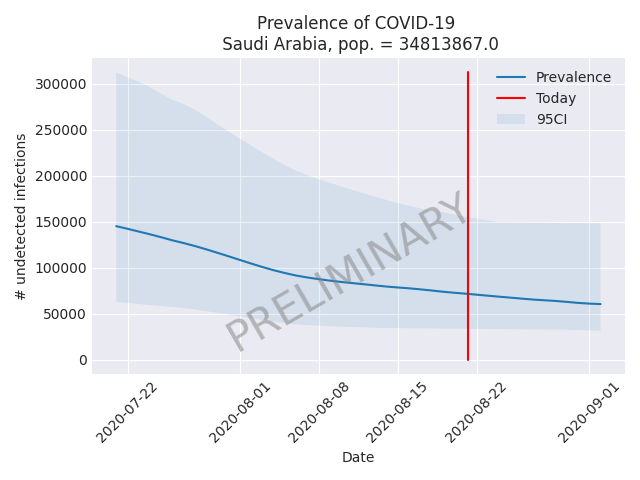 Prevalence of COVID-19
Saudi Arabia, pop. = 34813867.0
Prevalence
Today
95CI
300000
250000
200000
150000
100000
50000
0
# undetected infections
PRELIMINARY
2020-07-22
2020-08-01
2020-08-08
2020-08-15
2020-08-22
2020-09-01
Date